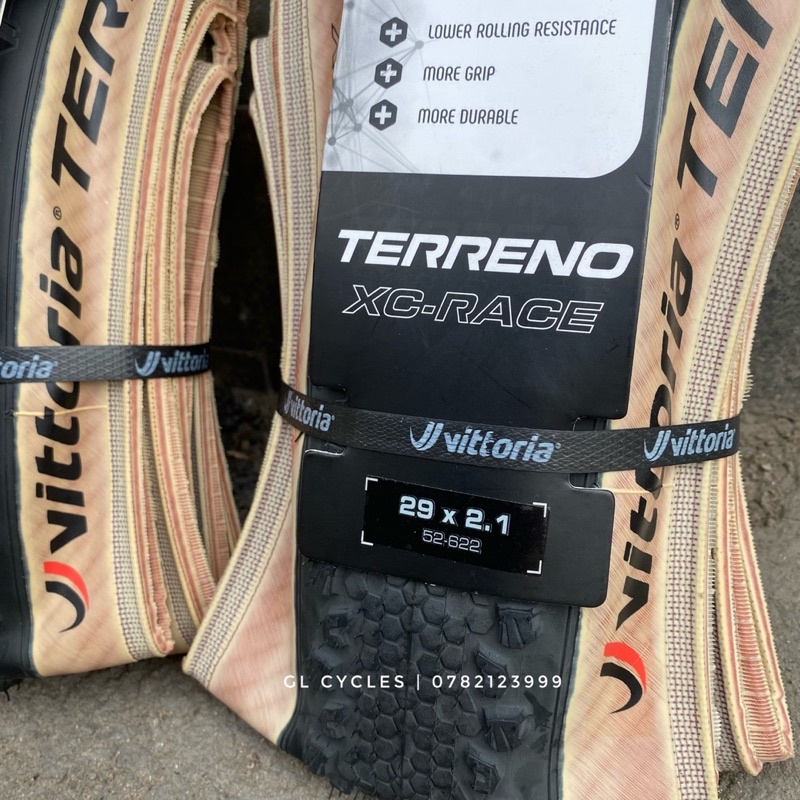 LOWER ROLLING RESISTANCE
MORE GRIP
MORE DURABLE
TERRENO
XC-RACE
vittoria®
vittoria
vittoria
29 x 2.1
52-622
vittoria® TER
vittoria
vittoria
vittoria® TE
GL CYCLES | 0782123999